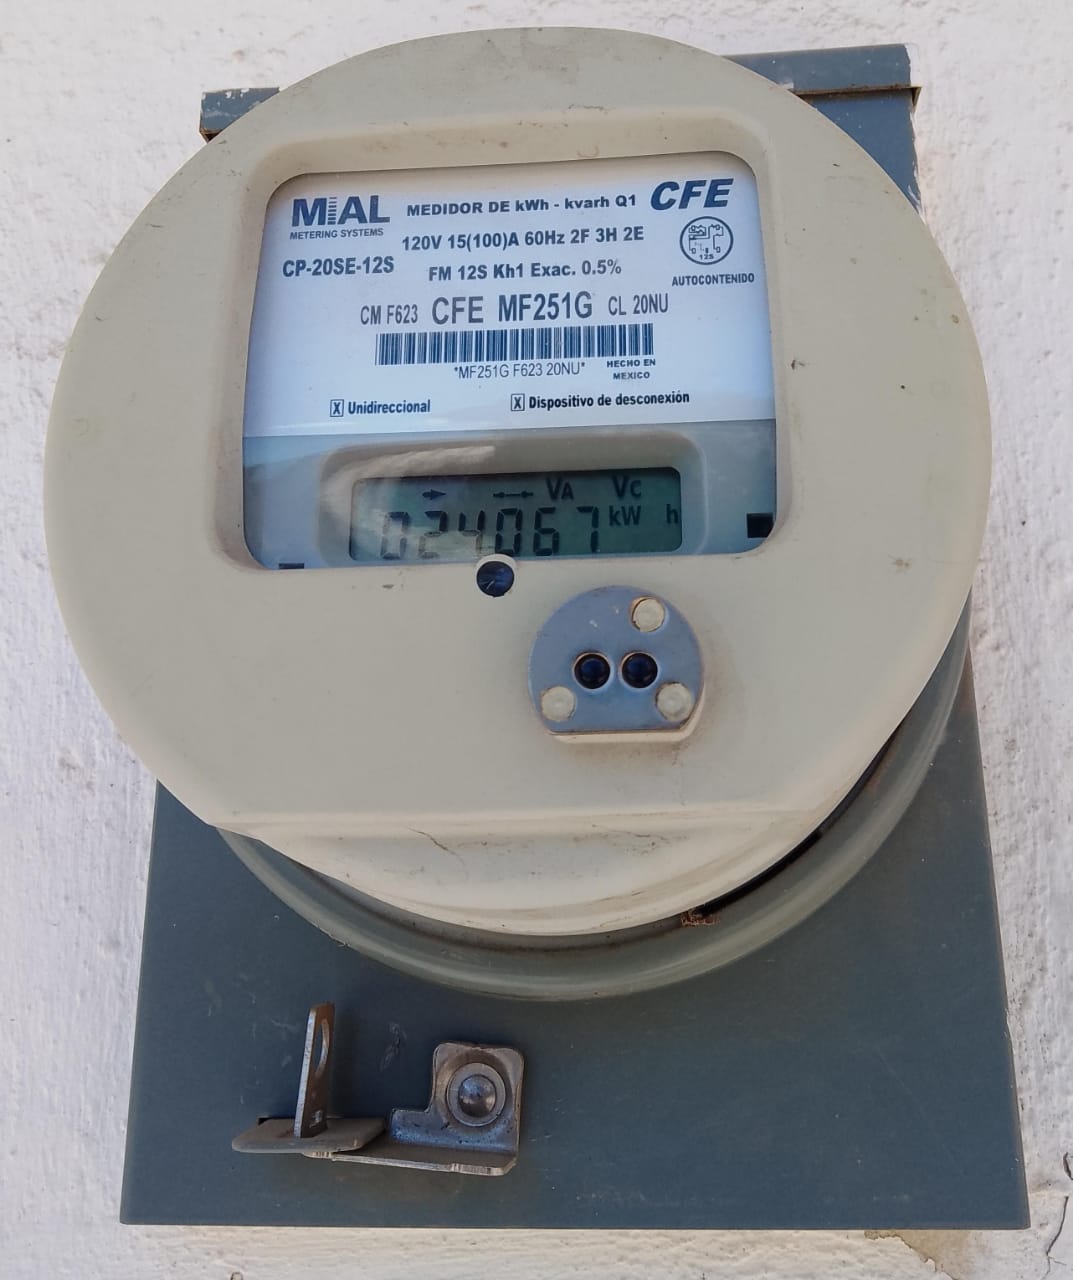 MIAL MEDIDOR DE kWh - kvarh Q1 CFE
METERING SYSTEMS
120V 15(100)A 60Hz 2F 3H 2E
CP-20SE-12S
12S
FM 12S Kh1 Exac. 0.5%
AUTOCONTENIDO
CM F623 CFE MF251G CL 20NU
*MF251G F623 20NU*
HECHO EN
MEXICO
X Unidireccional
X Dispositivo de desconexión
VA VC
024067 kW h